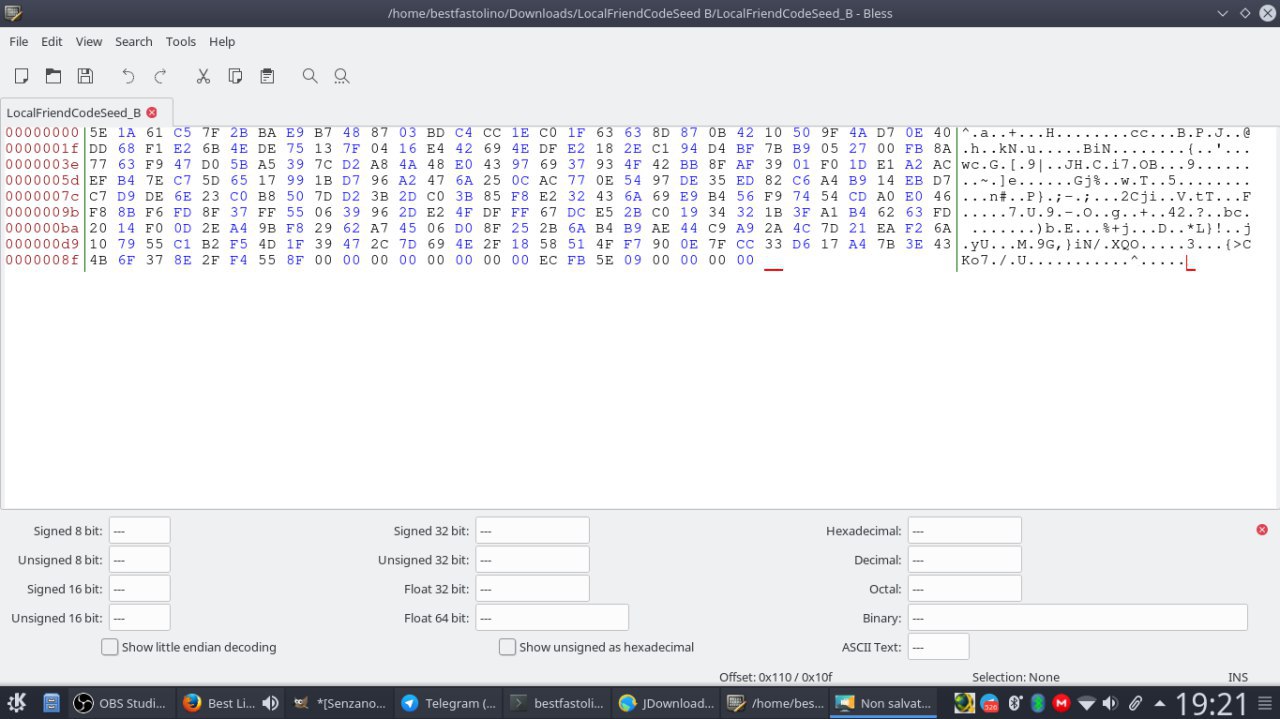 /home/bestfastolino/Downloads/LocalFriendCodeSeed B/LocalFriendCodeSeed_B - Bless
File Edit View Search Tools Help
LocalFriendCodeSeed_B
00000000 5E 1A 61 C5 7F 2B BA E9 B7 48 87 03 BD C4 CC 1E C0 1F 63 63 8D 87 0B 42 10 50 9F 4A D7 0E 40 ^.a..+...H........cc...B.P.J..@
0000001f DD 68 F1 E2 6B 4E DE 75 13 7F 04 16 E4 42 69 4E DF E2 18 2E C1 94 D4 BF 7B B9 05 27 00 FB 8A .h..kN.u.....BiN........{..'...
0000003e 77 63 F9 47 D0 5B A5 39 7C D2 A8 4A 48 E0 43 97 69 37 93 4F 42 BB 8F AF 39 01 F0 1D E1 A2 AC wc.G.[.9|..JH.C.i7.OB...9......
0000005d EF B4 7E C7 5D 65 17 99 1B D7 96 A2 47 6A 25 0C AC 77 0E 54 97 DE 35 ED 82 C6 A4 B9 14 EB D7 ..~.]e......Gj%..w.T..5........
0000007c C7 D9 DE 6E 23 C0 B8 50 7D D2 3B 2D C0 3B 85 F8 E2 32 43 6A 69 E9 B4 56 F9 74 54 CD A0 E0 46 ...n#..P}.;-.;...2Cji..V.tT...F
0000009b F8 8B F6 FD 8F 37 FF 55 06 39 96 2D E2 4F DF FF 67 DC E5 2B C0 19 34 32 1B 3F A1 B4 62 63 FD .....7.U.9.-.O..g..+..42.?..bc.
000000ba 20 14 F0 0D 2E A4 9B F8 29 62 A7 45 06 D0 8F 25 2B 6A B4 B9 AE 44 C9 A9 2A 4C 7D 21 EA F2 6A .......)b.E...%+j...D..*L}!..j
000000d9 10 79 55 C1 B2 F5 4D 1F 39 47 2C 7D 69 4E 2F 18 58 51 4F F7 90 0E 7F CC 33 D6 17 A4 7B 3E 43 .yU...M.9G,}iN/.XQO.....3...{>C
0000008f 4B 6F 37 8E 2F F4 55 8F 00 00 00 00 00 00 00 00 EC FB 5E 09 00 00 00 00 Ko7./.U...........^.....
Signed 8 bit: --- Signed 32 bit: --- Hexadecimal: ---
Unsigned 8 bit: --- Unsigned 32 bit: --- Decimal: ---
Signed 16 bit: --- Float 32 bit: --- Octal: ---
Unsigned 16 bit: --- Float 64 bit: --- Binary: ---
Show little endian decoding Show unsigned as hexadecimal ASCII Text: ---
Offset: 0x110 / 0x10f Selection: None INS
OBS Studi... Best Li... *[Senzano... Telegram (... bestfastoli... JDownload... /home/bes... Non salvat... 526 19:21